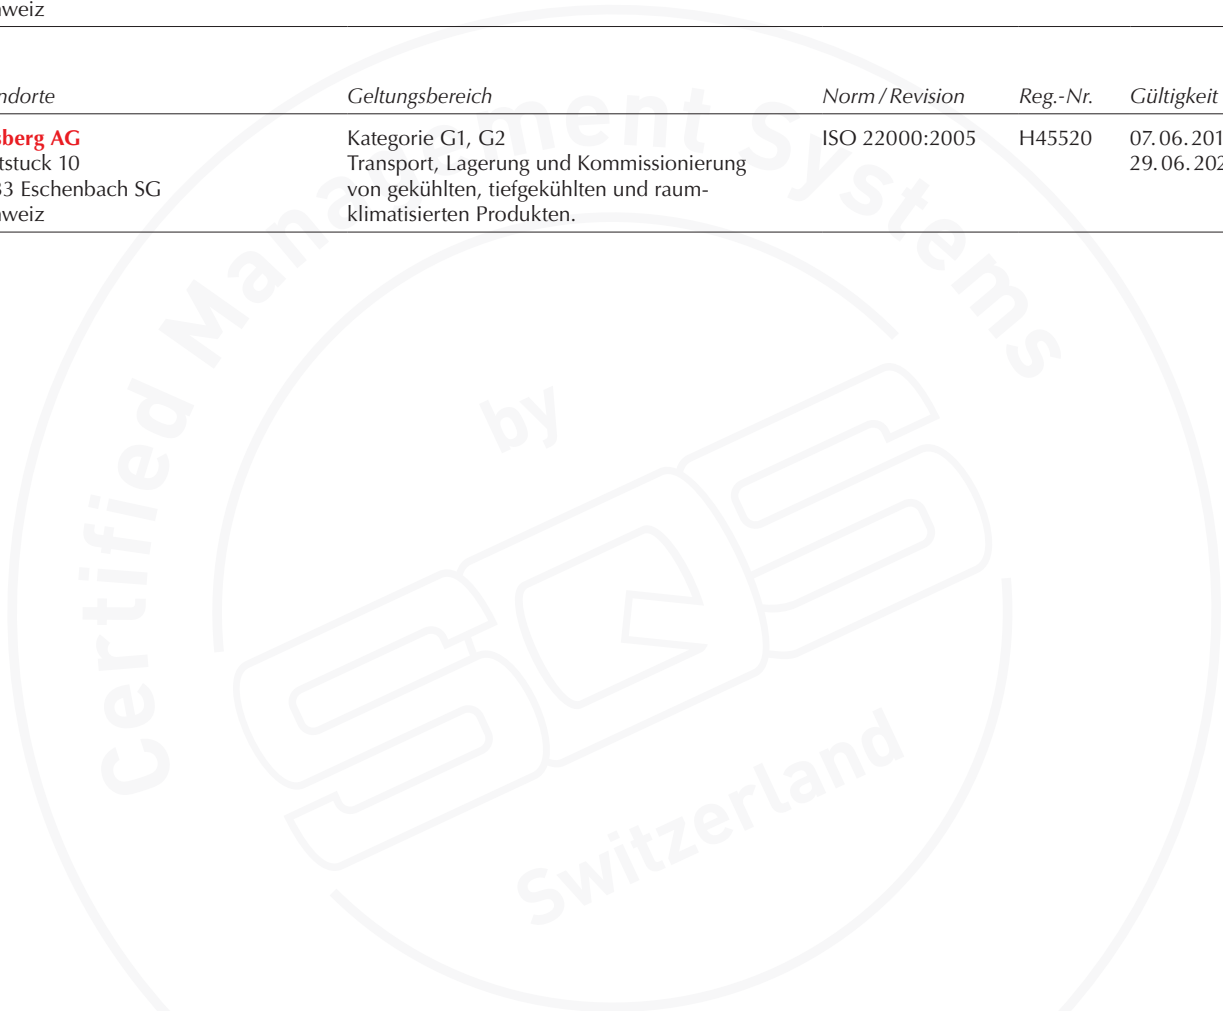 weiz
ndorte Geltungsbereich Norm / Revision Reg.-Nr. Gültigkeit
sberg AG Kategorie G1, G2 ISO 22000:2005 H45520 07.06.201
tstuck 10 Transport, Lagerung und Kommissionierung 29.06.202
33 Eschenbach SG von gekühlten, tiefgekühlten und raum-
weiz klimatisierten Produkten.
Certified Management Systems
by
SQS
Switzerland